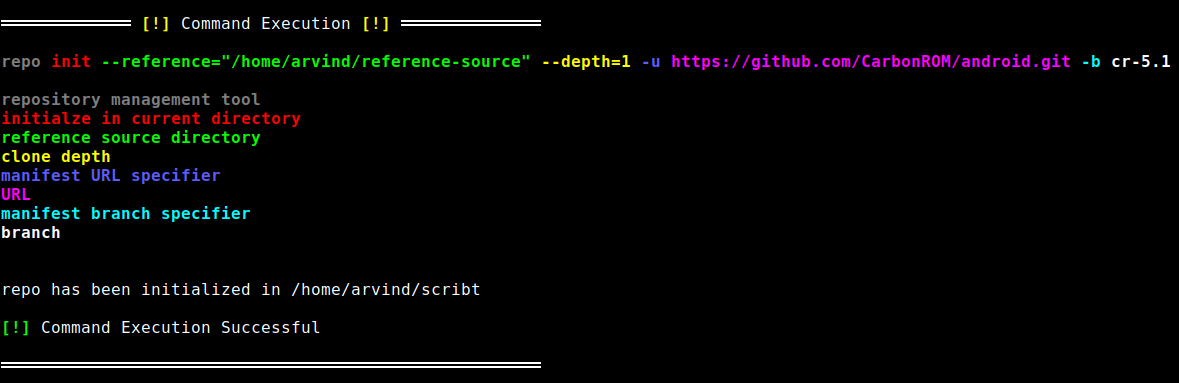 [!] Command Execution [!]
repo init --reference="/home/arvind/reference-source" --depth=1 -u https://github.com/CarbonROM/android.git -b cr-5.1
repository management tool
initialze in current directory
reference source directory
clone depth
manifest URL specifier
URL
manifest branch specifier
branch
repo has been initialized in /home/arvind/scribt
[!] Command Execution Successful